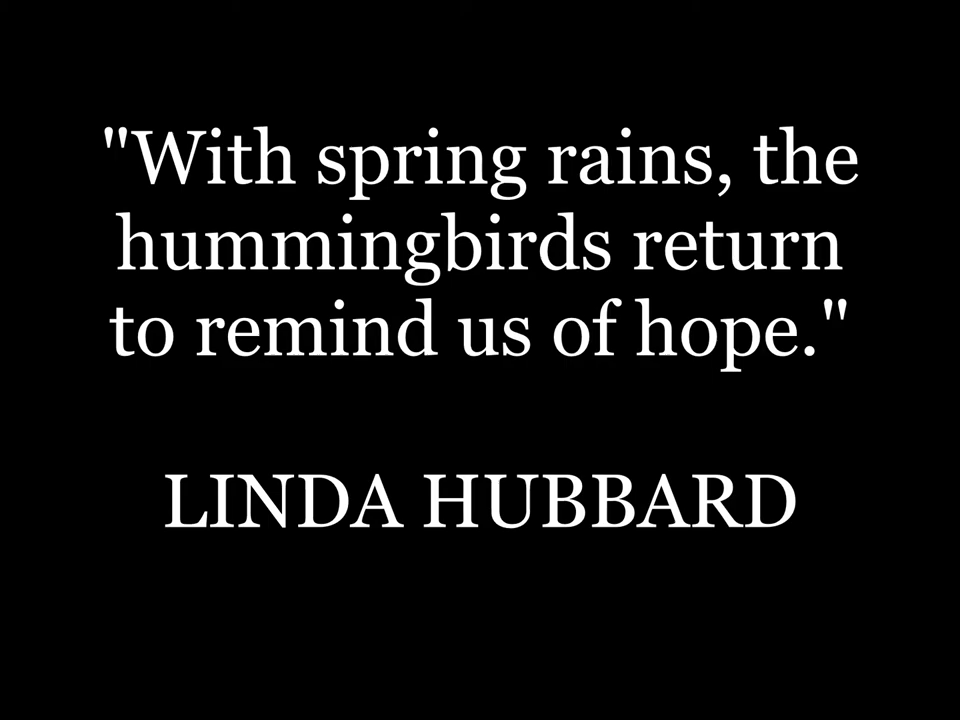 "With spring rains, the
hummingbirds return
to remind us of hope."
LINDA HUBBARD